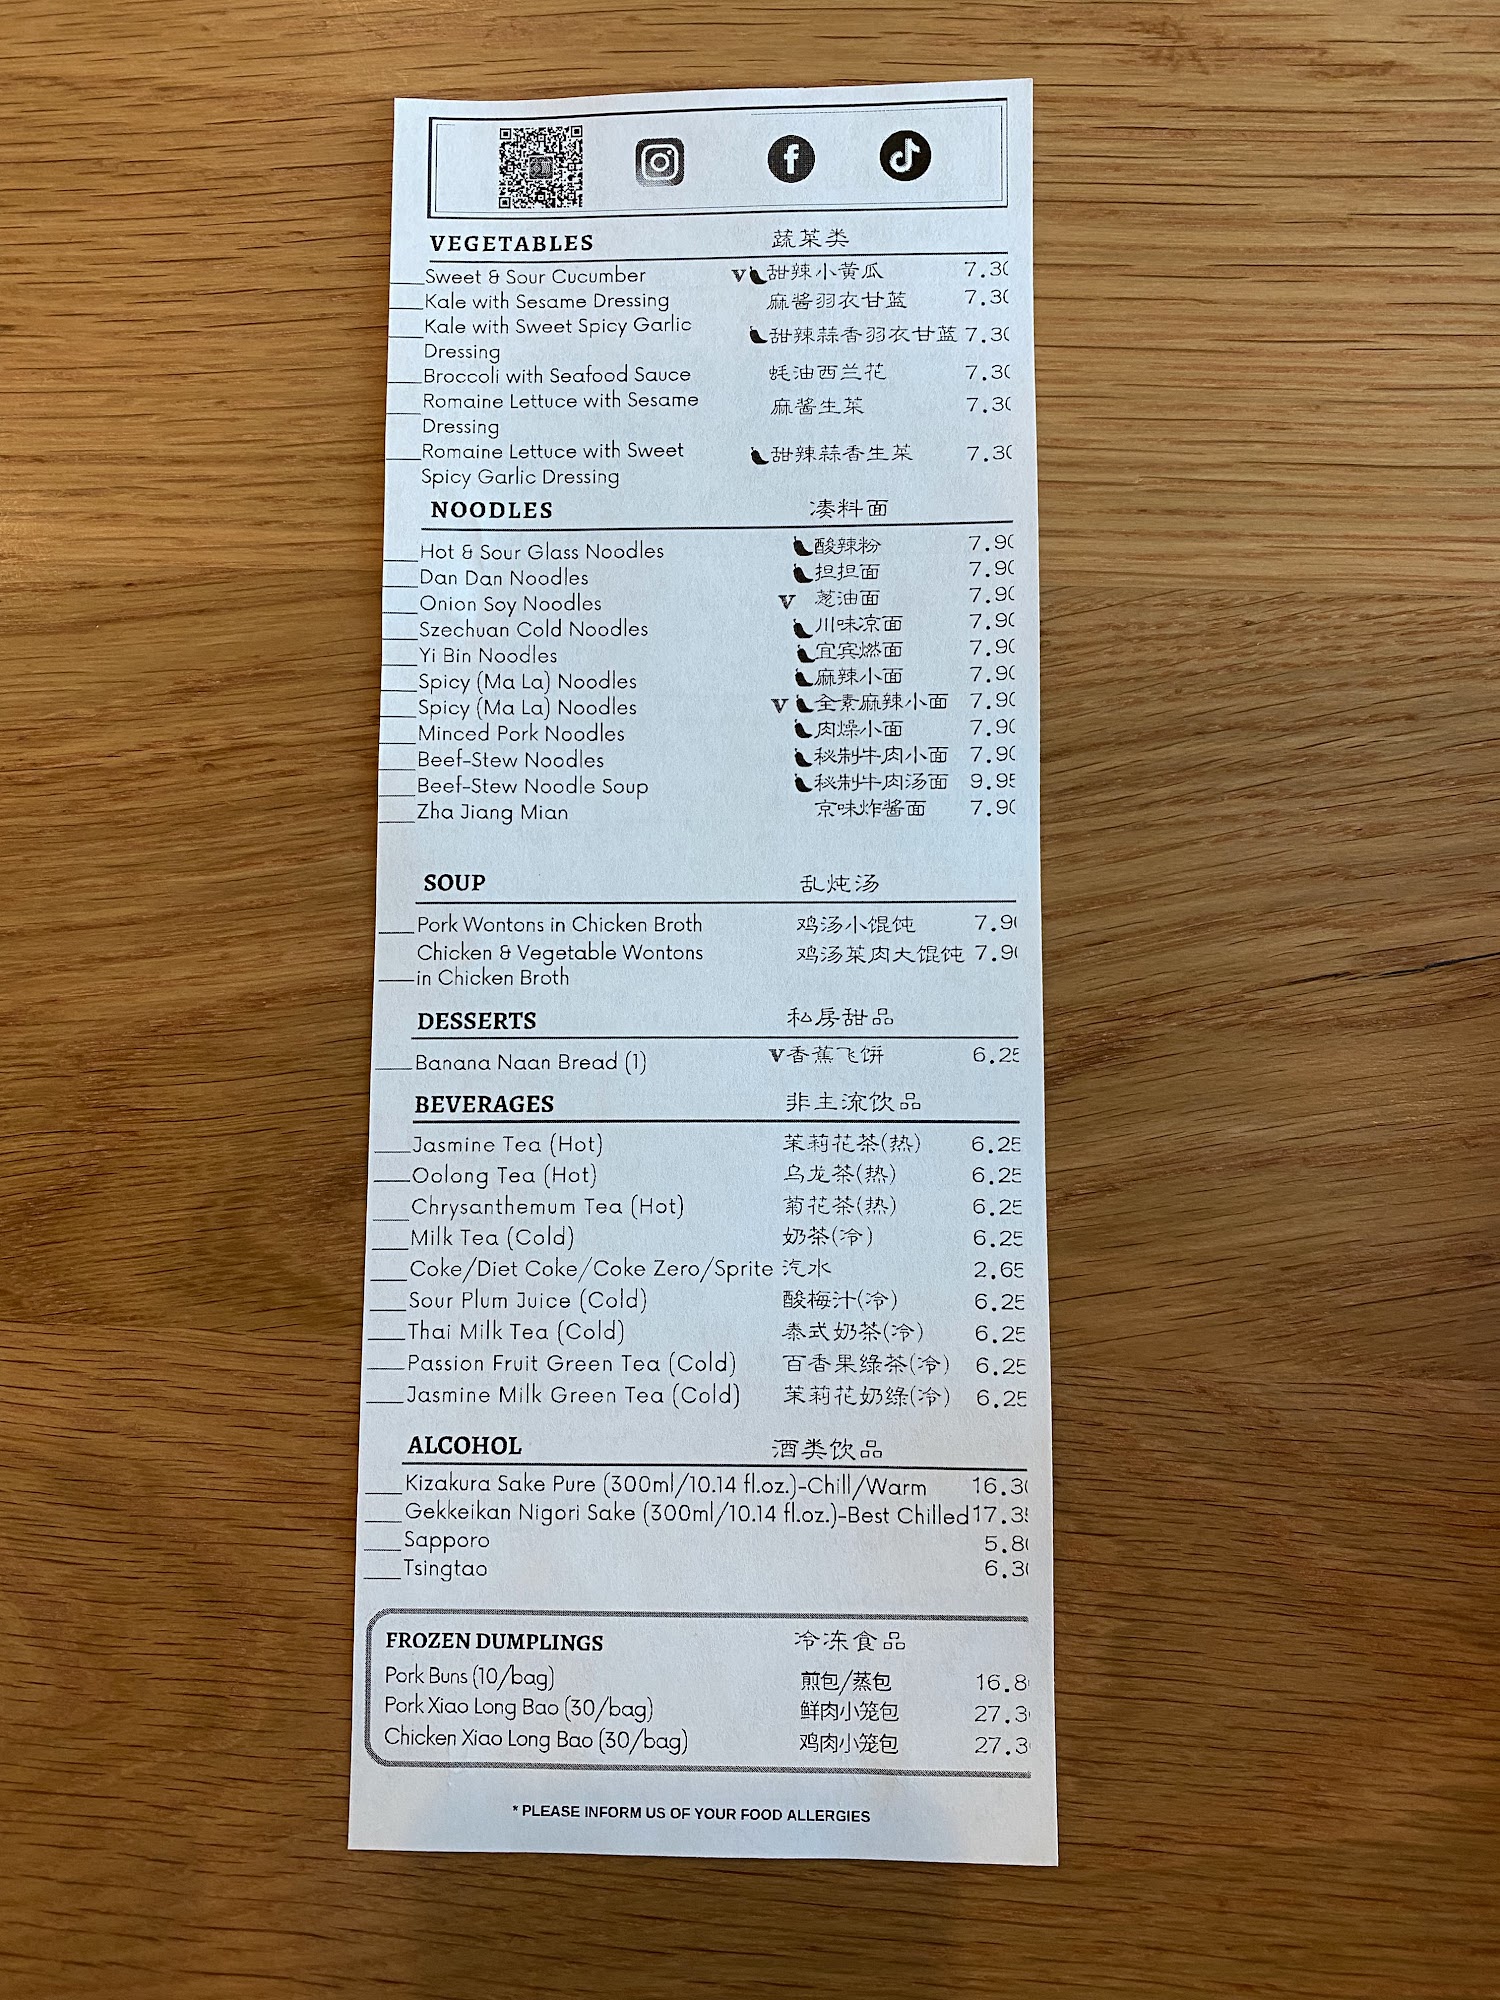 VEGETABLES 蔬菜类
Sweet & Sour Cucumber V 甜辣小黄瓜 7.30
Kale with Sesame Dressing 麻酱羽衣甘蓝 7.30
Kale with Sweet Spicy Garlic 甜辣蒜香羽衣甘蓝 7.30
Dressing
Broccoli with Seafood Sauce 蚝油西兰花 7.30
Romaine Lettuce with Sesame 麻酱生菜 7.30
Dressing
Romaine Lettuce with Sweet 甜辣蒜香生菜 7.30
Spicy Garlic Dressing
NOODLES 凑料面
Hot & Sour Glass Noodles 酸辣粉 7.90
Dan Dan Noodles 担担面 7.90
Onion Soy Noodles V 葱油面 7.90
Szechuan Cold Noodles 川味凉面 7.90
Yi Bin Noodles 宜宾燃面 7.90
Spicy (Ma La) Noodles 麻辣小面 7.90
Spicy (Ma La) Noodles V 全素麻辣小面 7.90
Minced Pork Noodles 肉燥小面 7.90
Beef-Stew Noodles 秘制牛肉小面 7.90
Beef-Stew Noodle Soup 秘制牛肉汤面 9.95
Zha Jiang Mian 京味炸酱面 7.90
SOUP 乱炖汤
Pork Wontons in Chicken Broth 鸡汤小馄饨 7.90
Chicken & Vegetable Wontons 鸡汤菜肉大馄饨 7.90
in Chicken Broth
DESSERTS 私房甜品
Banana Naan Bread (1) V 香蕉飞饼 6.25
BEVERAGES 非主流饮品
Jasmine Tea (Hot) 茉莉花茶(热) 6.25
Oolong Tea (Hot) 乌龙茶(热) 6.25
Chrysanthemum Tea (Hot) 菊花茶(热) 6.25
Milk Tea (Cold) 奶茶(冷) 6.25
Coke/Diet Coke/Coke Zero/Sprite 汽水 2.65
Sour Plum Juice (Cold) 酸梅汁(冷) 6.25
Thai Milk Tea (Cold) 泰式奶茶(冷) 6.25
Passion Fruit Green Tea (Cold) 百香果绿茶(冷) 6.25
Jasmine Milk Green Tea (Cold) 茉莉花奶绿(冷) 6.25
ALCOHOL 酒类饮品
Kizakura Sake Pure (300ml/10.14 fl.oz.)-Chill/Warm 16.30
Gekkeikan Nigori Sake (300ml/10.14 fl.oz.)-Best Chilled 17.35
Sapporo 5.80
Tsingtao 6.30
FROZEN DUMPLINGS 冷冻食品
Pork Buns (10/bag) 煎包/蒸包 16.8
Pork Xiao Long Bao (30/bag) 鲜肉小笼包 27.3
Chicken Xiao Long Bao (30/bag) 鸡肉小笼包 27.3
* PLEASE INFORM US OF YOUR FOOD ALLERGIES